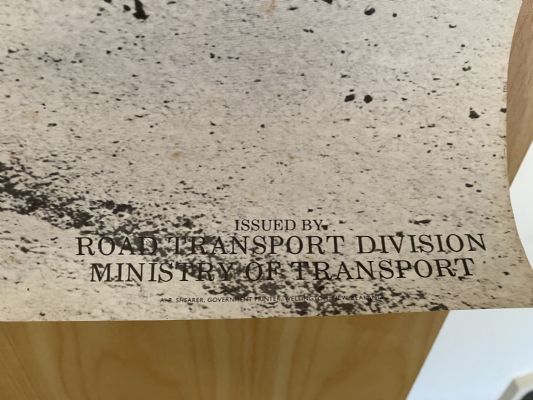 ISSUED BY
ROAD TRANSPORT DIVISION
MINISTRY OF TRANSPORT
A. R. SHEARER, GOVERNMENT PRINTER, WELLINGTON, NEW ZEALAND